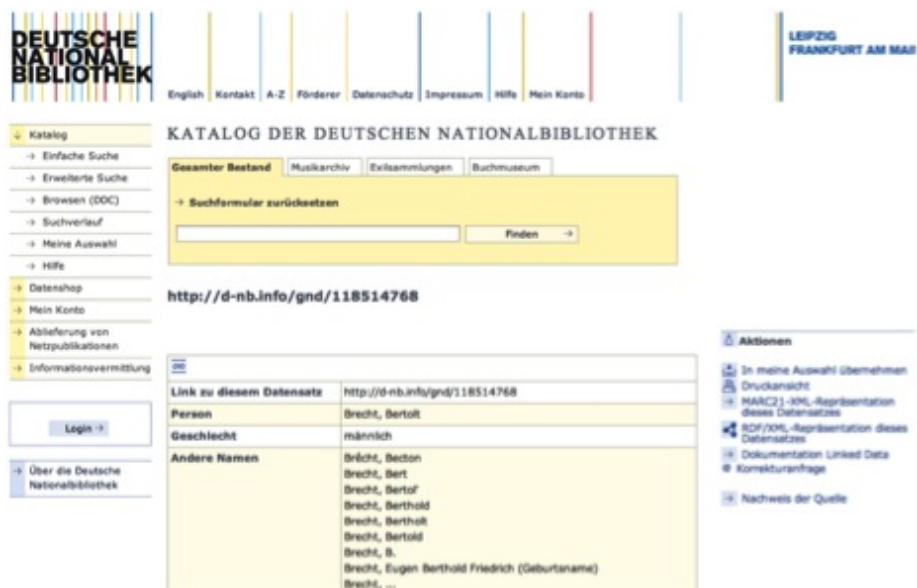 DEUTSCHE
NATIONAL
BIBLIOTHEK
LEIPZIG
FRANKFURT AM MAI
English Kontakt A-Z Förderer Datenschutz Impressum Hilfe Mein Konto
Katalog
Einfache Suche
Erweiterte Suche
Browsen (DDC)
Suchverlauf
Meine Auswahl
Hilfe
Datenshop
Mein Konto
Ablieferung von
Netzpublikationen
Informationsvermittlung
Login
Über die Deutsche
Nationalbibliothek
KATALOG DER DEUTSCHEN NATIONALBIBLIOTHEK
Gesamter Bestand Musikarchiv Exilsammlungen Buchmuseum
Suchformular zurücksetzen
Finden
http://d-nb.info/gnd/118514768
Link zu diesem Datensatz http://d-nb.info/gnd/118514768
Person Brecht, Bertolt
Geschlecht männlich
Andere Namen Brêcht, Becton
Brecht, Bert
Brecht, Bertol'
Brecht, Berthold
Brecht, Bertholt
Brecht, Bertold
Brecht, B.
Brecht, Eugen Berthold Friedrich (Geburtsname)
Brecht, ...
Aktionen
In meine Auswahl übernehmen
Druckansicht
MARC21-XML-Repräsentation
dieses Datensatzes
RDF/XML-Repräsentation dieses
Datensatzes
Dokumentation Linked Data
Korrekturanfrage
Nachweis der Quelle